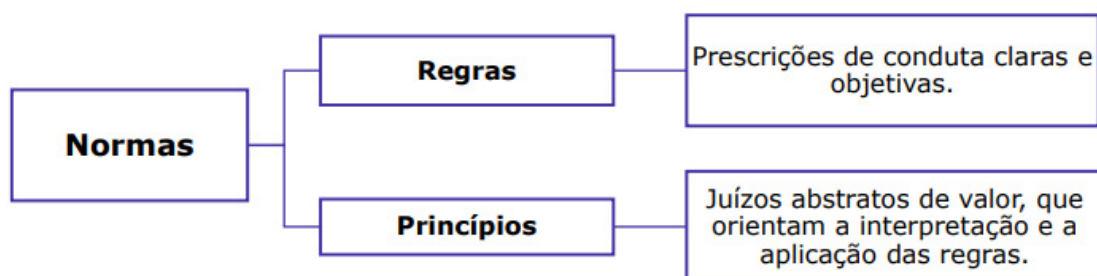 Normas
Regras
Prescrições de conduta claras e
objetivas.
Princípios
Juízos abstratos de valor, que
orientam a interpretação e a
aplicação das regras.